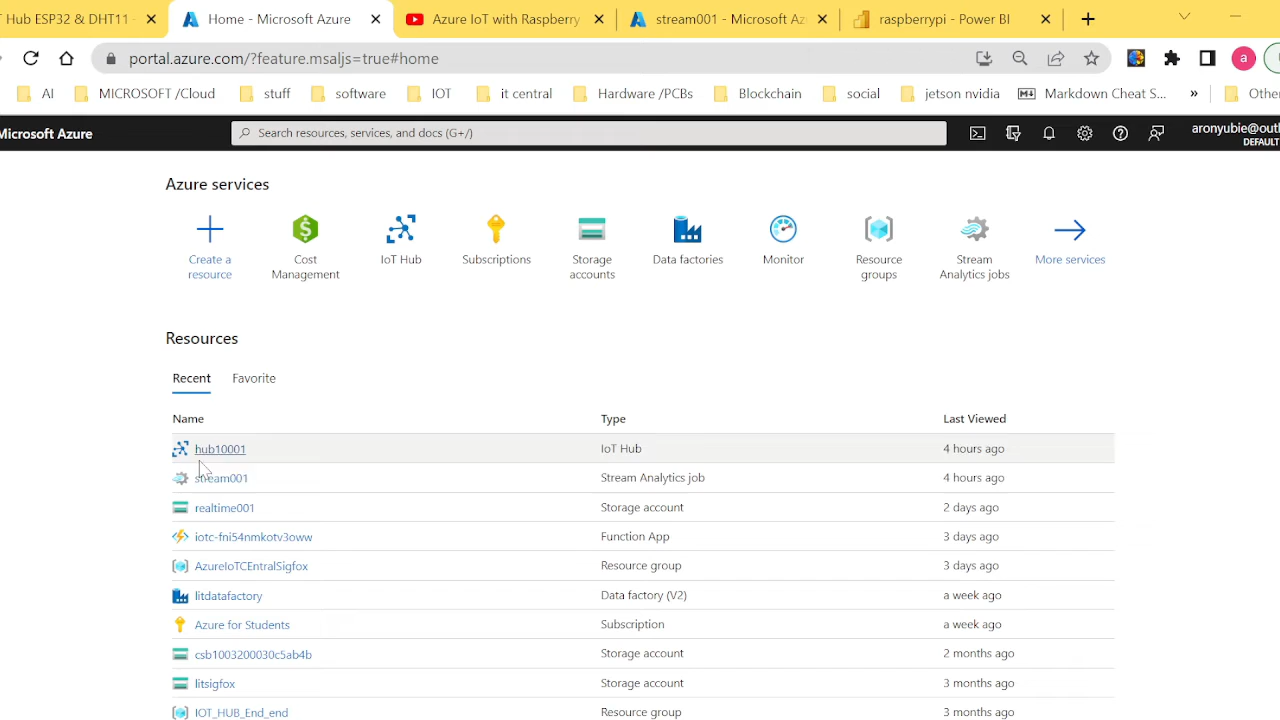 T Hub ESP32 & DHT11 -
Home - Microsoft Azure
Azure IoT with Raspberry
stream001 - Microsoft Az
raspberrypi - Power BI
portal.azure.com/?feature.msaljs=true#home
a
AI MICROSOFT /Cloud stuff software IOT it central Hardware /PCBs Blockchain social jetson nvidia Markdown Cheat S... » Other
Microsoft Azure
Search resources, services, and docs (G+/)
aronyubie@outl
DEFAULT
Azure services
Create a resource
Cost Management
IoT Hub
Subscriptions
Storage accounts
Data factories
Monitor
Resource groups
Stream Analytics jobs
More services
Resources
Recent Favorite
Name Type Last Viewed
hub10001 IoT Hub 4 hours ago
stream001 Stream Analytics job 4 hours ago
realtime001 Storage account 2 days ago
iotc-fni54nmkotv3oww Function App 3 days ago
AzureIoTCEntralSigfox Resource group 3 days ago
litdatafactory Data factory (V2) a week ago
Azure for Students Subscription a week ago
csb1003200030c5ab4b Storage account 2 months ago
litsigfox Storage account 3 months ago
IOT_HUB_End_end Resource group 3 months ago